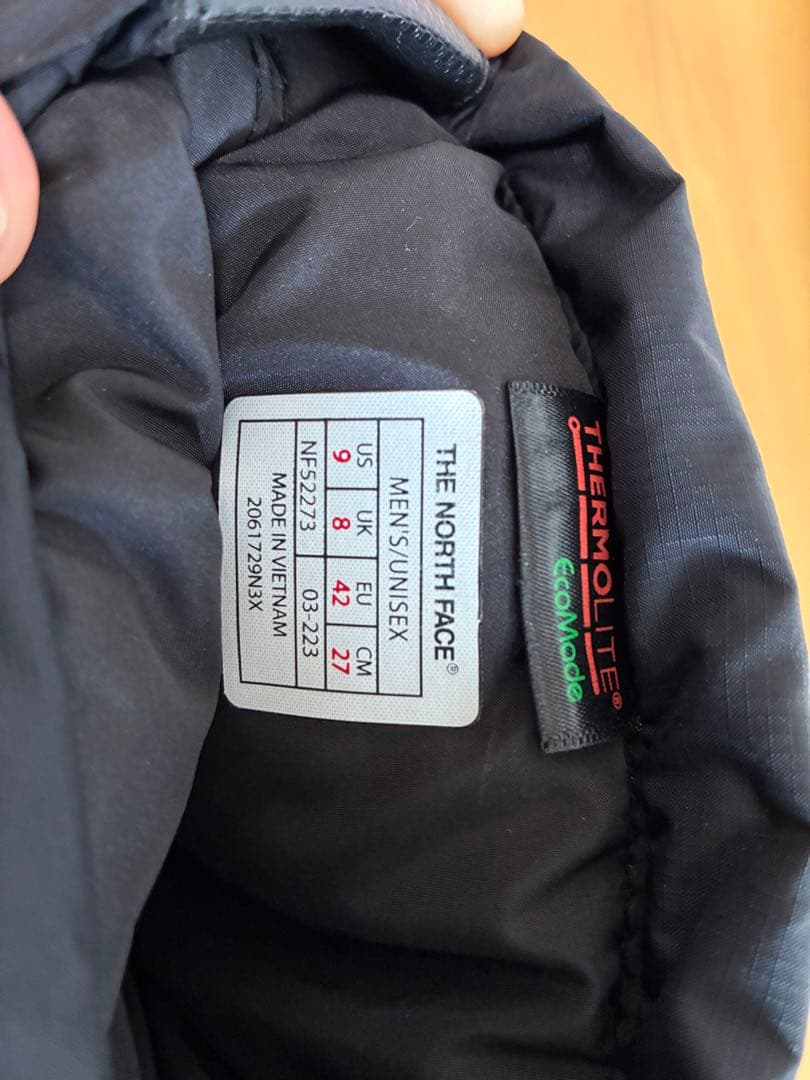 THE NORTH FACE®
MEN'S/UNISEX
US UK EU CM
9 8 42 27
NF52273 03-223
MADE IN VIETNAM
2061729N3X
THERMOLITE®
EcoMade